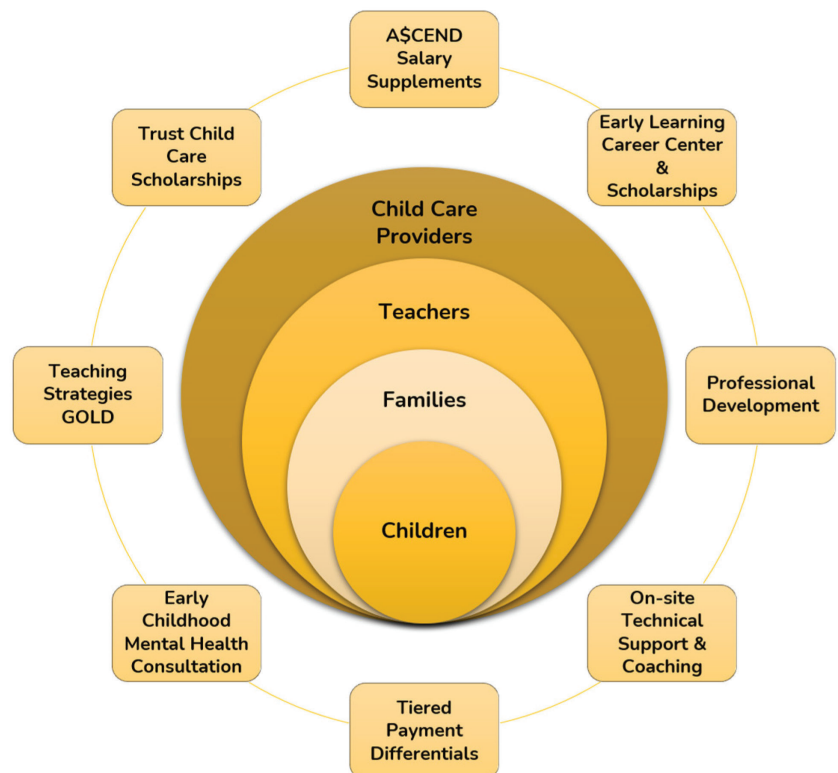 A$CEND
Salary
Supplements
Early Learning
Career Center
&
Scholarships
Professional
Development
On-site
Technical
Support &
Coaching
Tiered
Payment
Differentials
Early
Childhood
Mental Health
Consultation
Teaching
Strategies
GOLD
Trust Child
Care
Scholarships
Child Care
Providers
Teachers
Families
Children